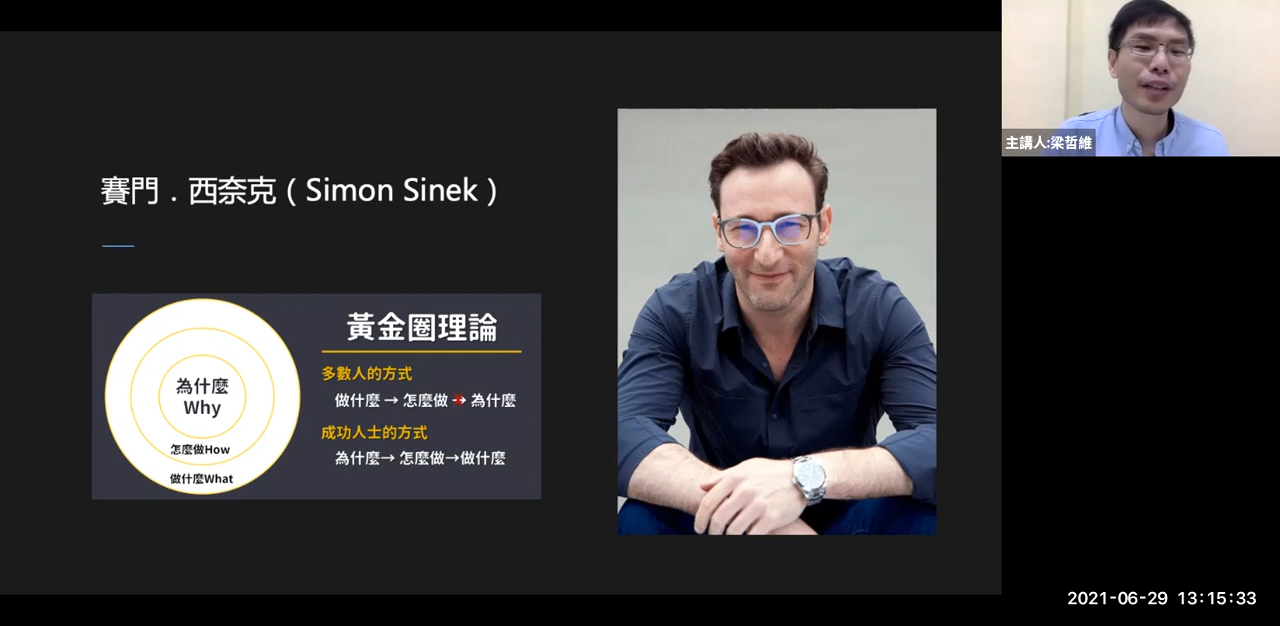 賽門．西奈克（Simon Sinek）
為什麼
Why
怎麼做How
做什麼What
黃金圈理論
多數人的方式
做什麼 → 怎麼做 → 為什麼
成功人士的方式
為什麼→ 怎麼做→做什麼
主講人:梁哲維
2021-06-29 13:15:33